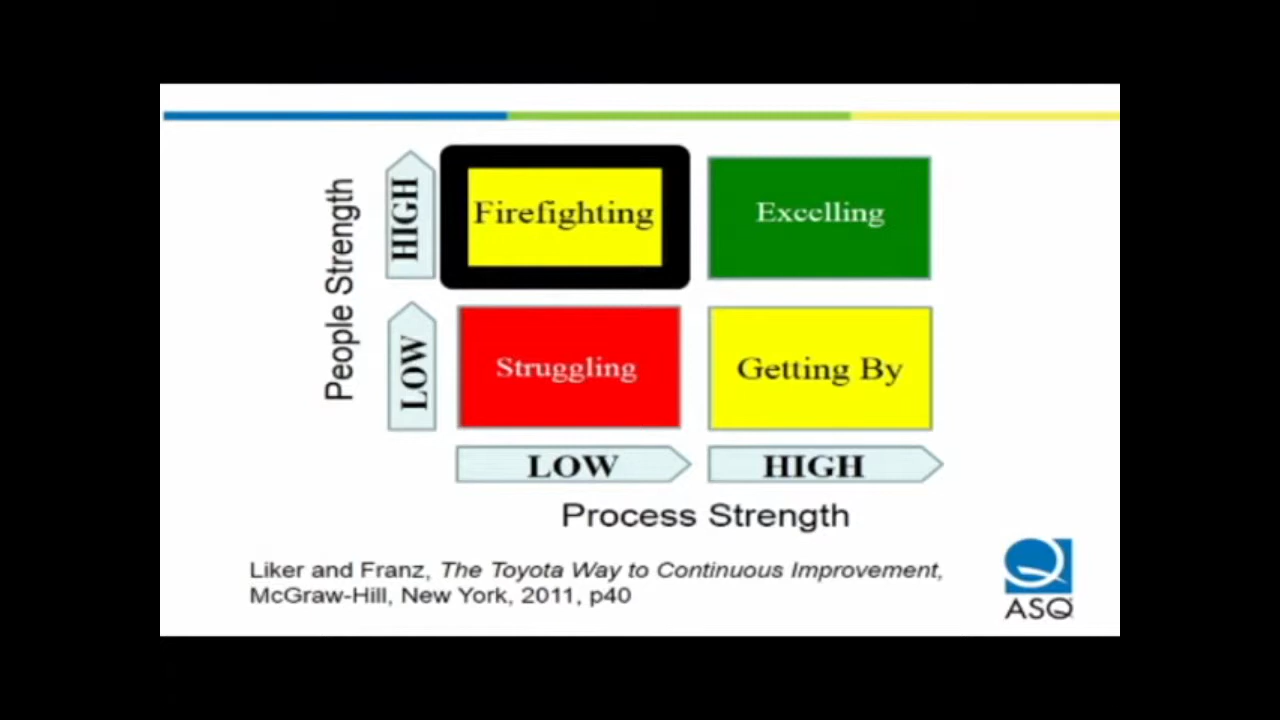 People Strength
HIGH
Firefighting
Excelling
LOW
Struggling
Getting By
LOW
HIGH
Process Strength
Liker and Franz, The Toyota Way to Continuous Improvement,
McGraw-Hill, New York, 2011, p40
ASQ